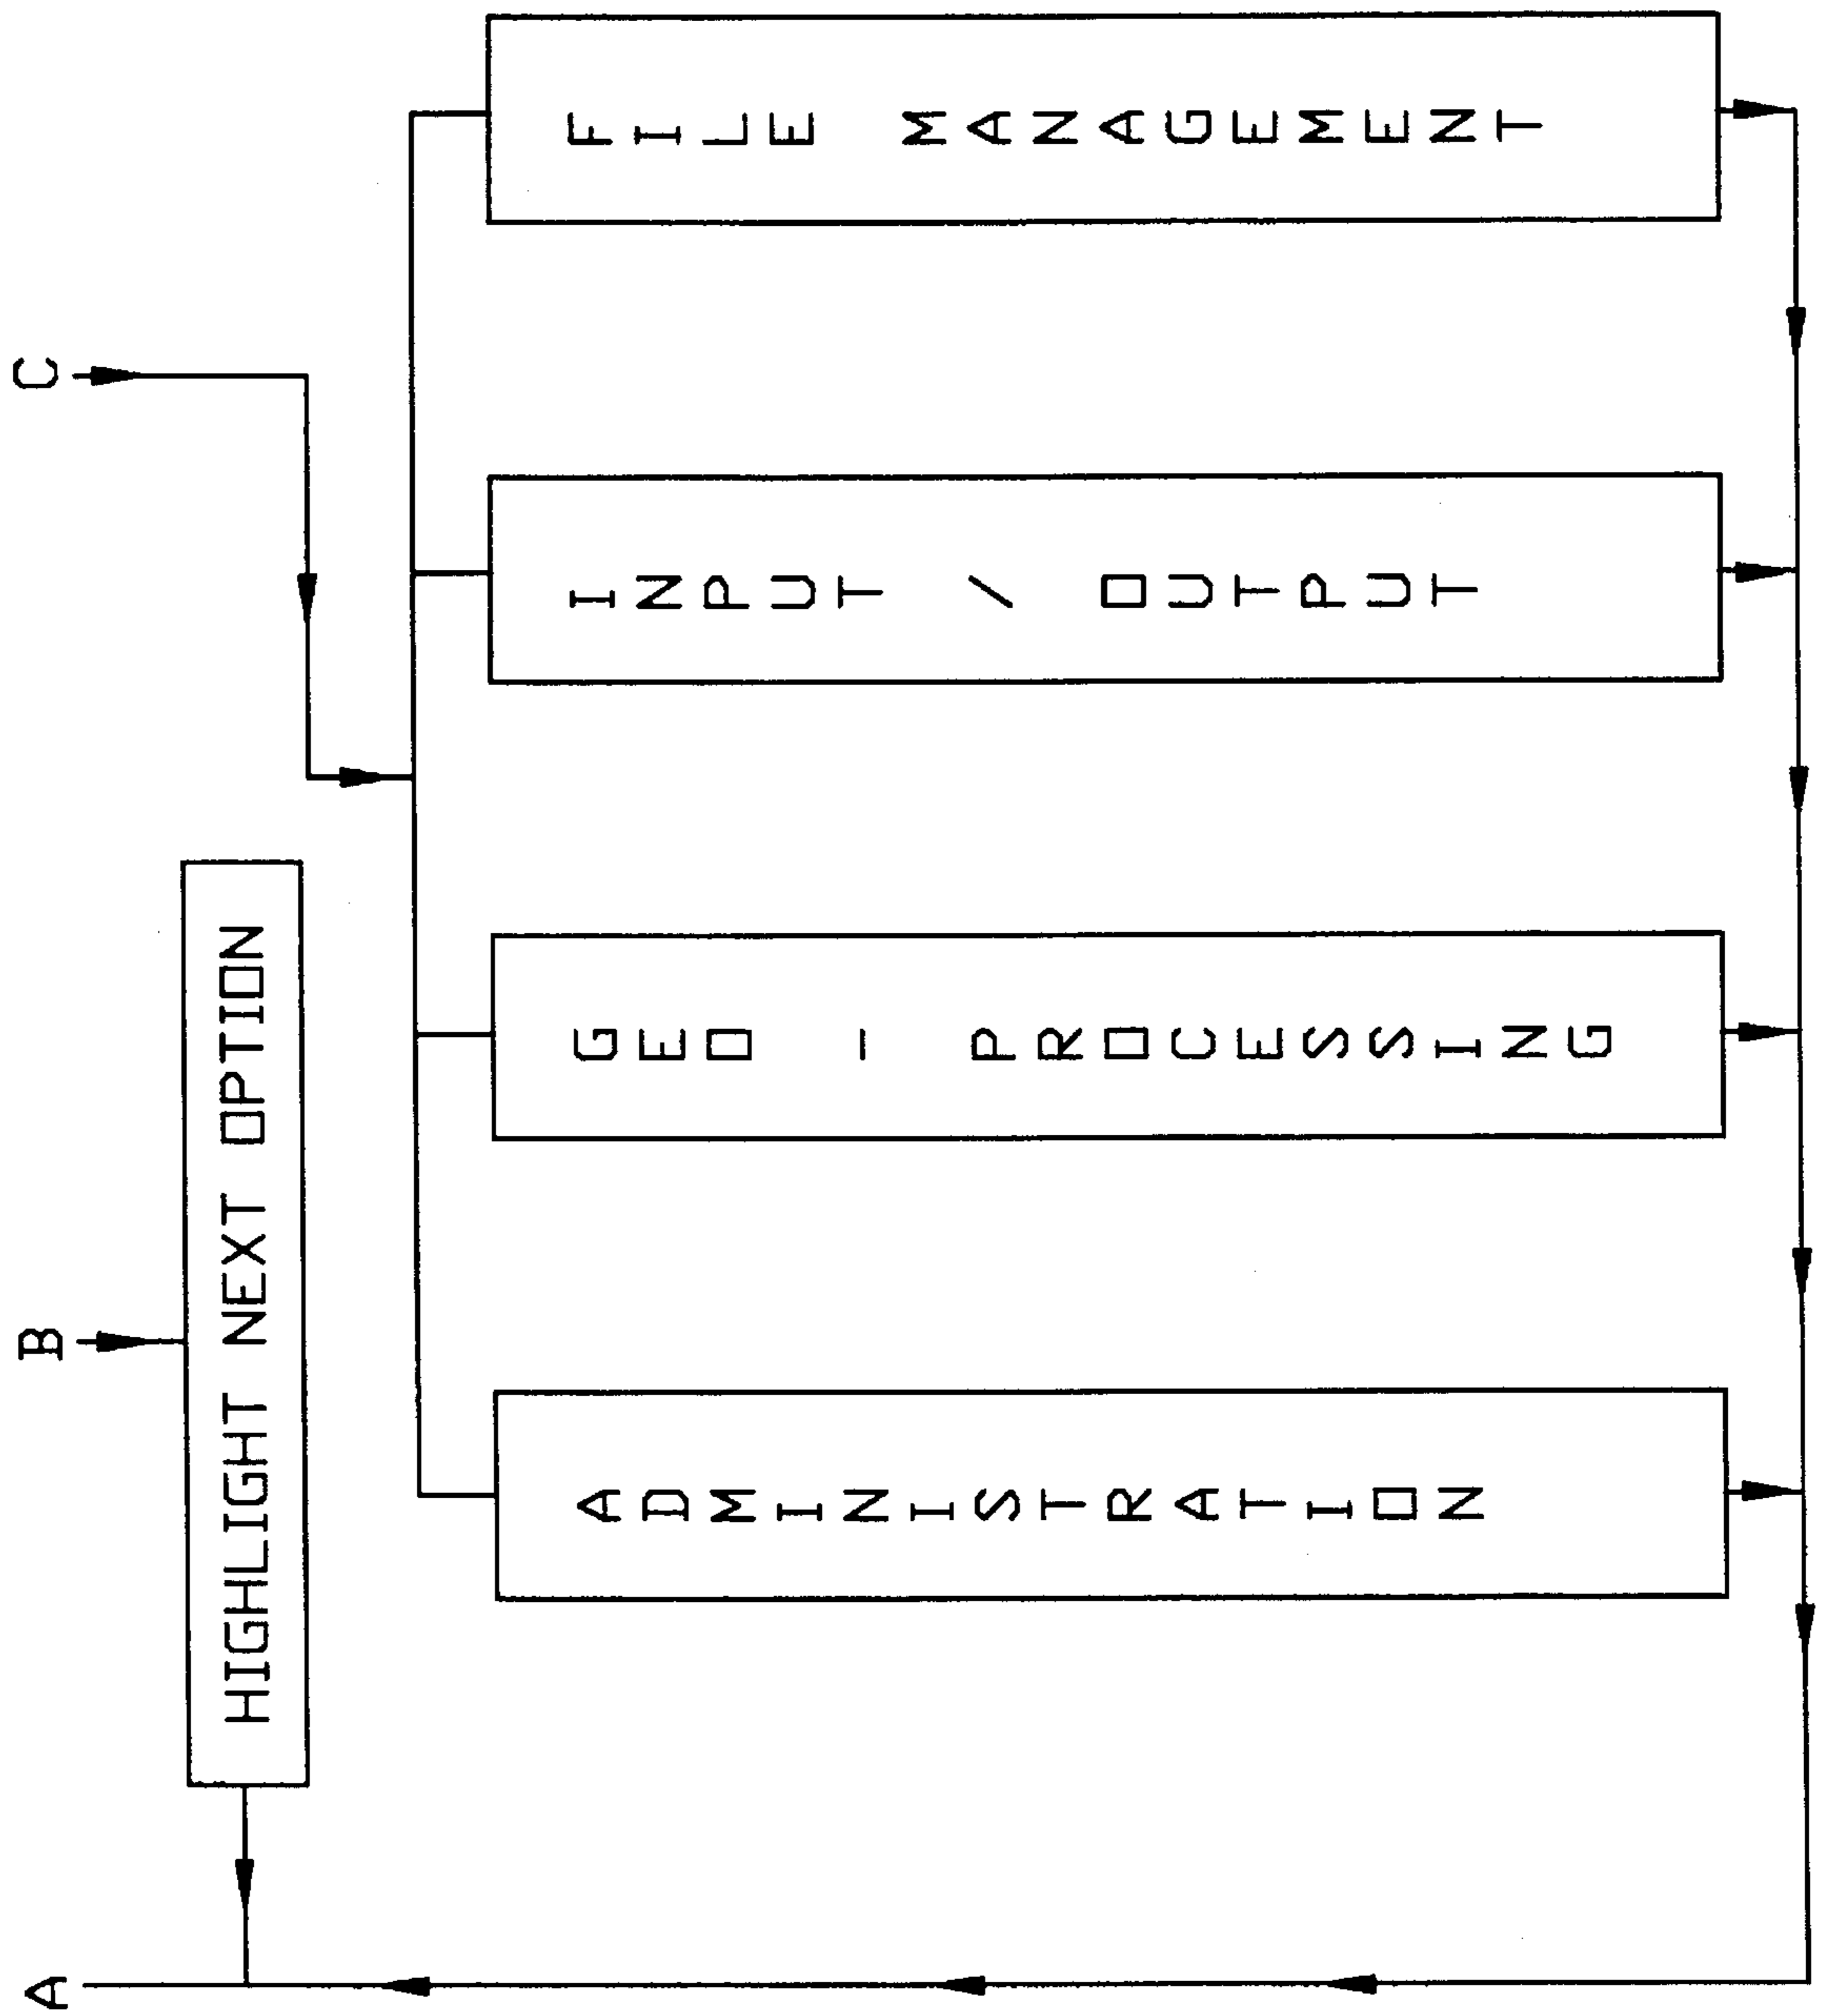 A
B
C
HIGHLIGHT NEXT OPTION
ADMINISTRATION
GEO - PROCESSING
INPUT / OUTPUT
FILE MANAGEMENT